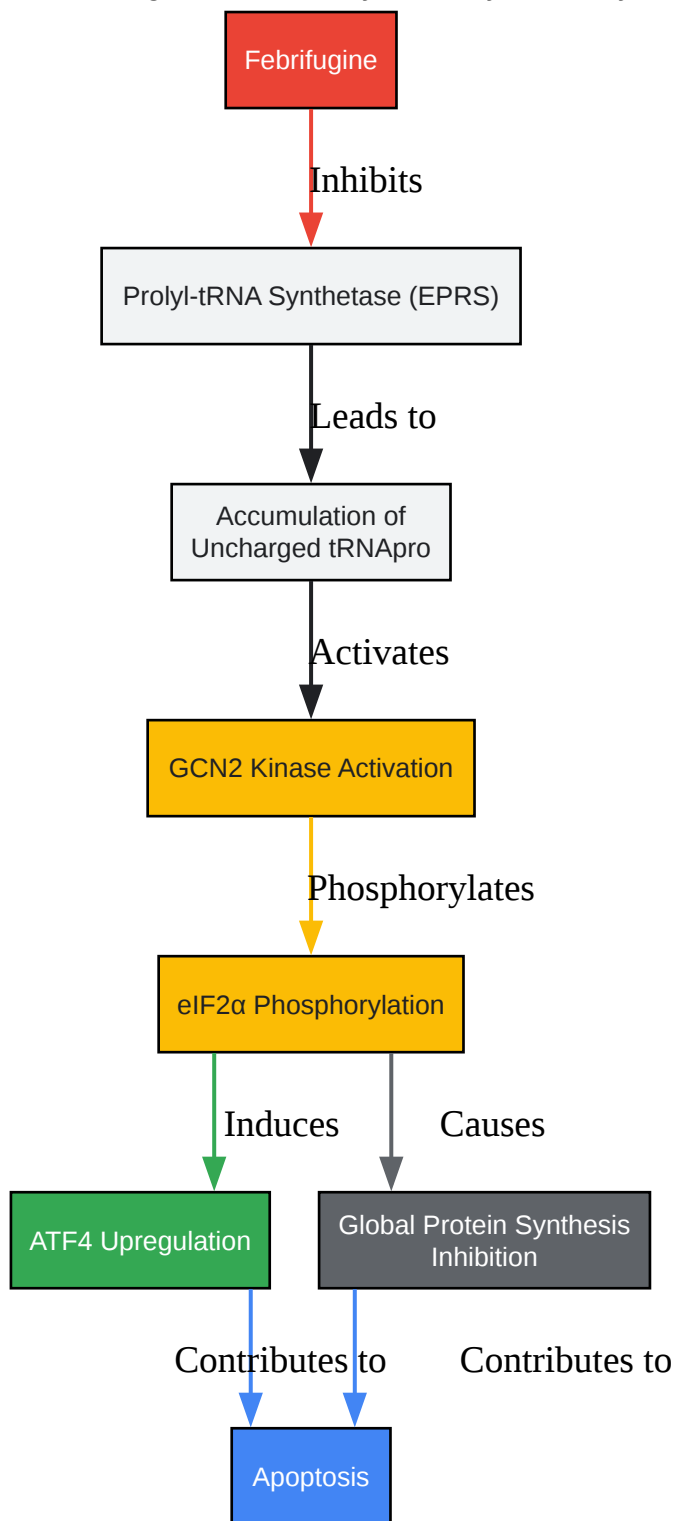 Febrifugine
Inhibits
Prolyl-tRNA Synthetase (EPRS)
Leads to
Accumulation of
Uncharged tRNApro
Activates
GCN2 Kinase Activation
Phosphorylates
eIF2α Phosphorylation
Induces
Causes
ATF4 Upregulation
Global Protein Synthesis
Inhibition
Contributes to
Contributes to
Apoptosis